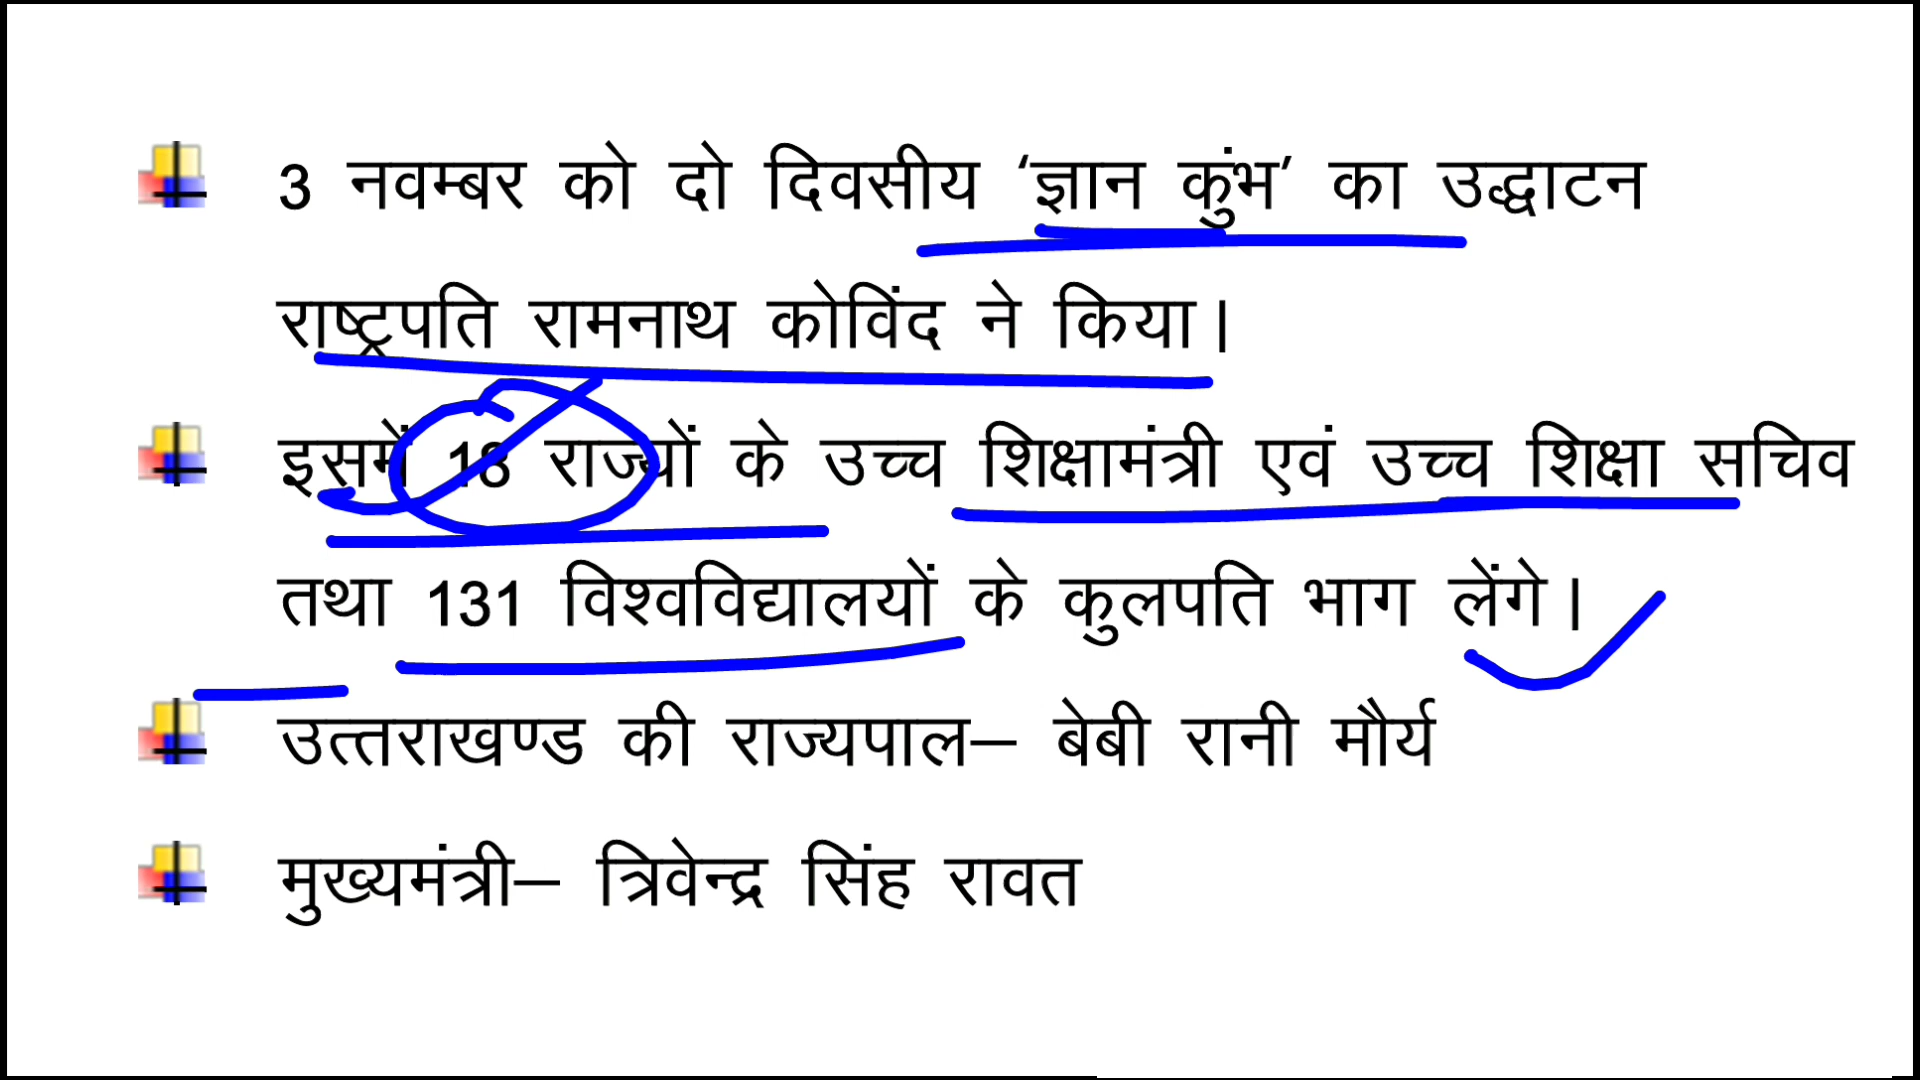 3 नवम्बर को दो दिवसीय ‘ज्ञान कुंभ’ का उद्घाटन
राष्ट्रपति रामनाथ कोविंद ने किया।
इसमें 18 राज्यों के उच्च शिक्षामंत्री एवं उच्च शिक्षा सचिव
तथा 131 विश्वविद्यालयों के कुलपति भाग लेंगे।
उत्तराखण्ड की राज्यपाल– बेबी रानी मौर्य
मुख्यमंत्री– त्रिवेन्द्र सिंह रावत